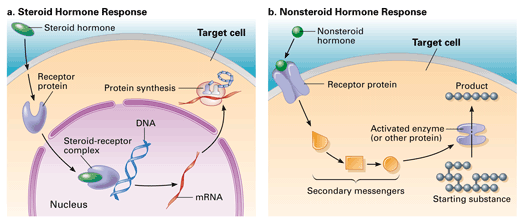 a. Steroid Hormone Response
Steroid hormone
Target cell
Receptor
protein
Protein synthesis
DNA
Steroid-receptor
complex
mRNA
Nucleus
b. Nonsteroid Hormone Response
Nonsteroid
hormone
Target cell
Receptor protein
Product
Activated enzyme
(or other protein)
Secondary messengers
Starting substance